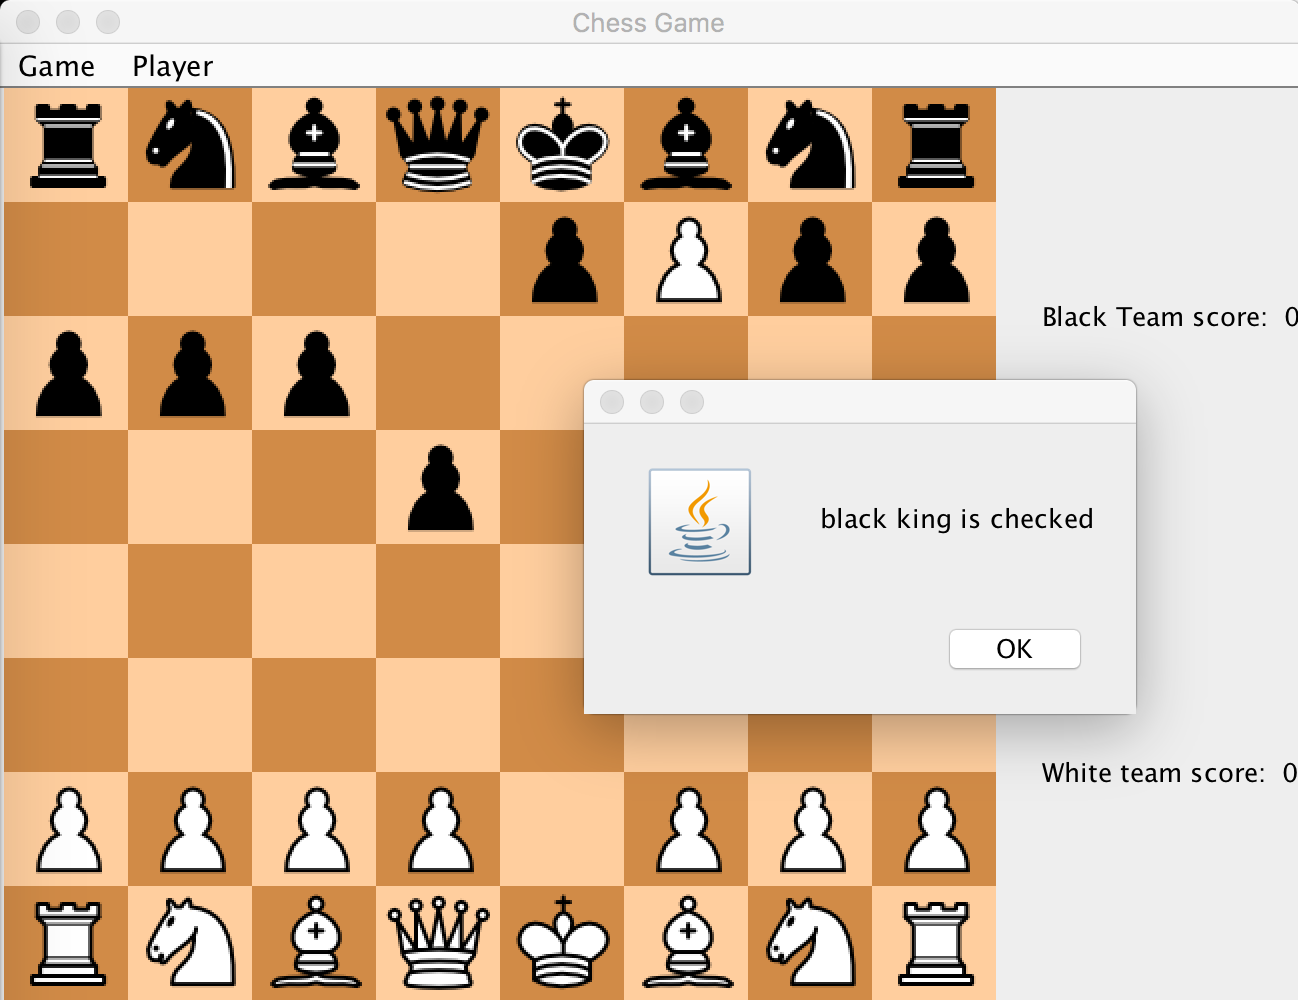 Chess Game
Game Player
Black Team score: 0
black king is checked
OK
White team score: 0